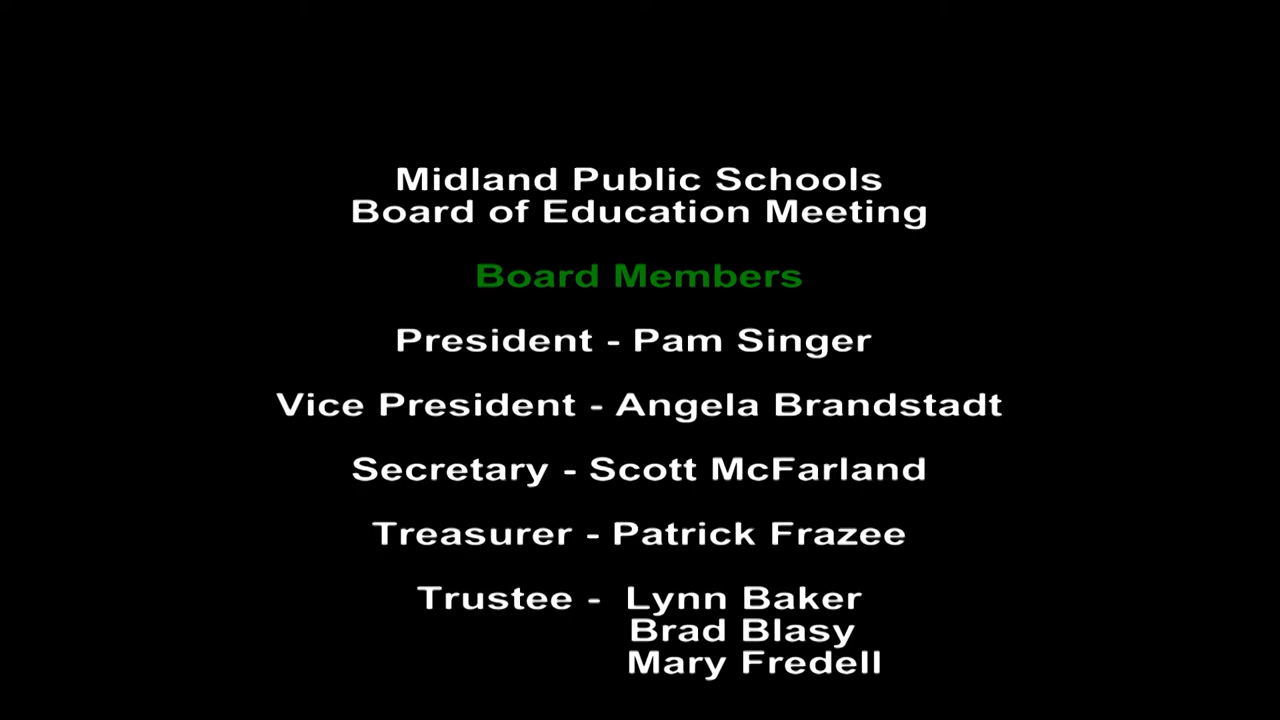 Midland Public Schools
Board of Education Meeting
Board Members
President - Pam Singer
Vice President - Angela Brandstadt
Secretary - Scott McFarland
Treasurer - Patrick Frazee
Trustee - Lynn Baker
Brad Blasy
Mary Fredell